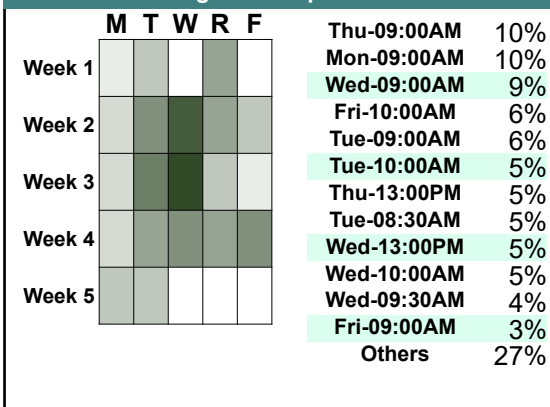 M T W R F
Week 1
Week 2
Week 3
Week 4
Week 5
Thu-09:00AM 10%
Mon-09:00AM 10%
Wed-09:00AM 9%
Fri-10:00AM 6%
Tue-09:00AM 6%
Tue-10:00AM 5%
Thu-13:00PM 5%
Tue-08:30AM 5%
Wed-13:00PM 5%
Wed-10:00AM 5%
Wed-09:30AM 4%
Fri-09:00AM 3%
Others 27%